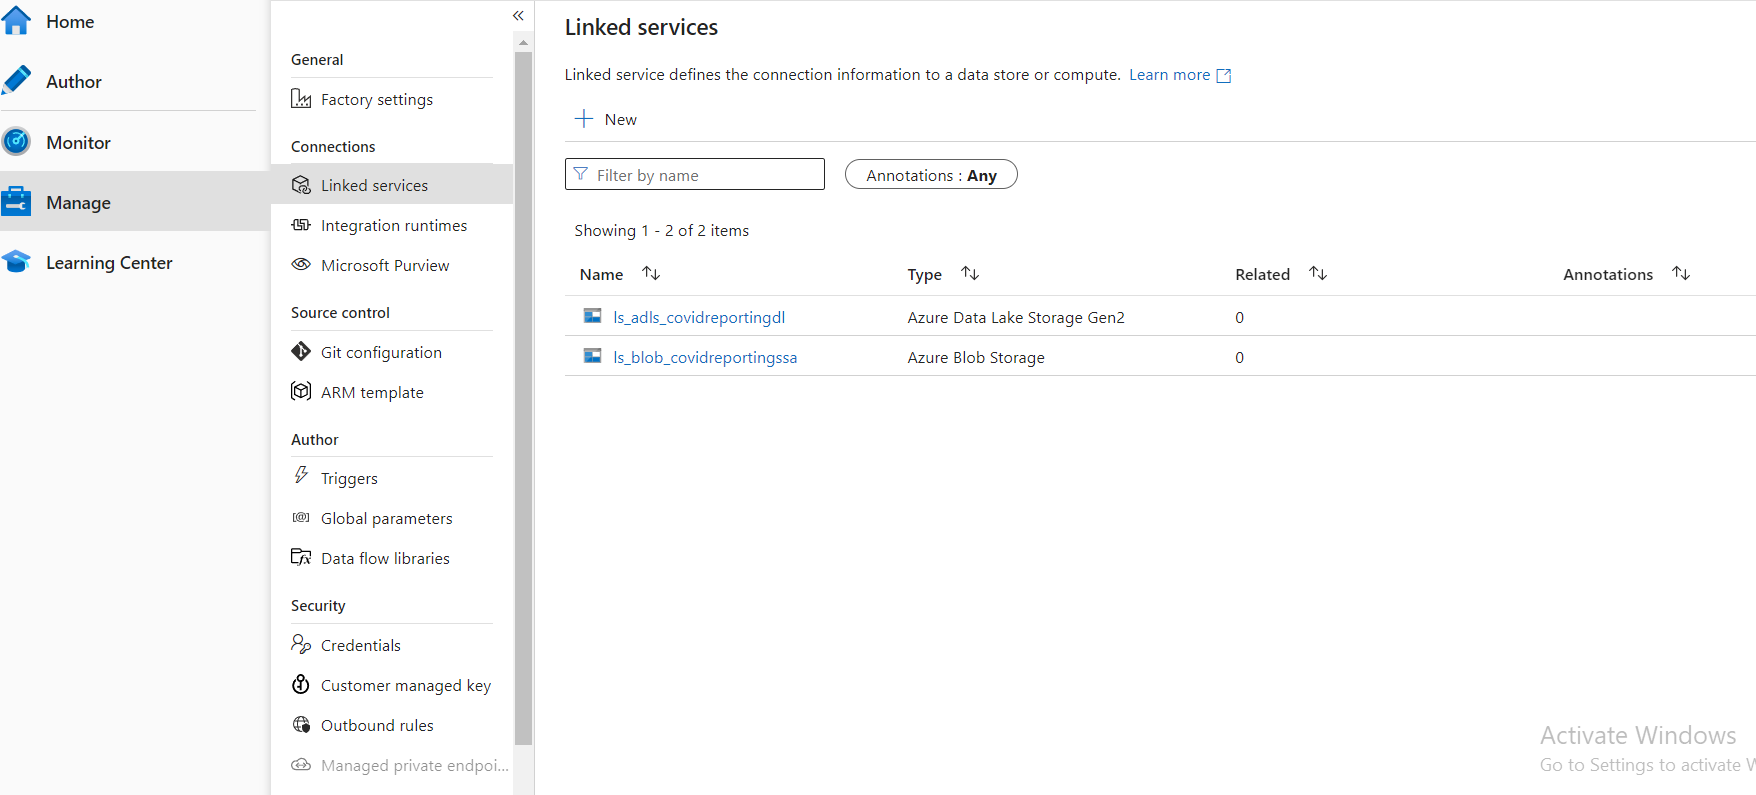 Home
Author
Monitor
Manage
Learning Center
General
Factory settings
Connections
Linked services
Integration runtimes
Microsoft Purview
Source control
Git configuration
ARM template
Author
Triggers
Global parameters
Data flow libraries
Security
Credentials
Customer managed key
Outbound rules
Managed private endpoi...
Linked services
Linked service defines the connection information to a data store or compute. Learn more
New
Filter by name
Annotations : Any
Showing 1 - 2 of 2 items
Name Type Related Annotations
ls_adls_covidreportingdl Azure Data Lake Storage Gen2 0
ls_blob_covidreportingssa Azure Blob Storage 0
Activate Windows
Go to Settings to activate W